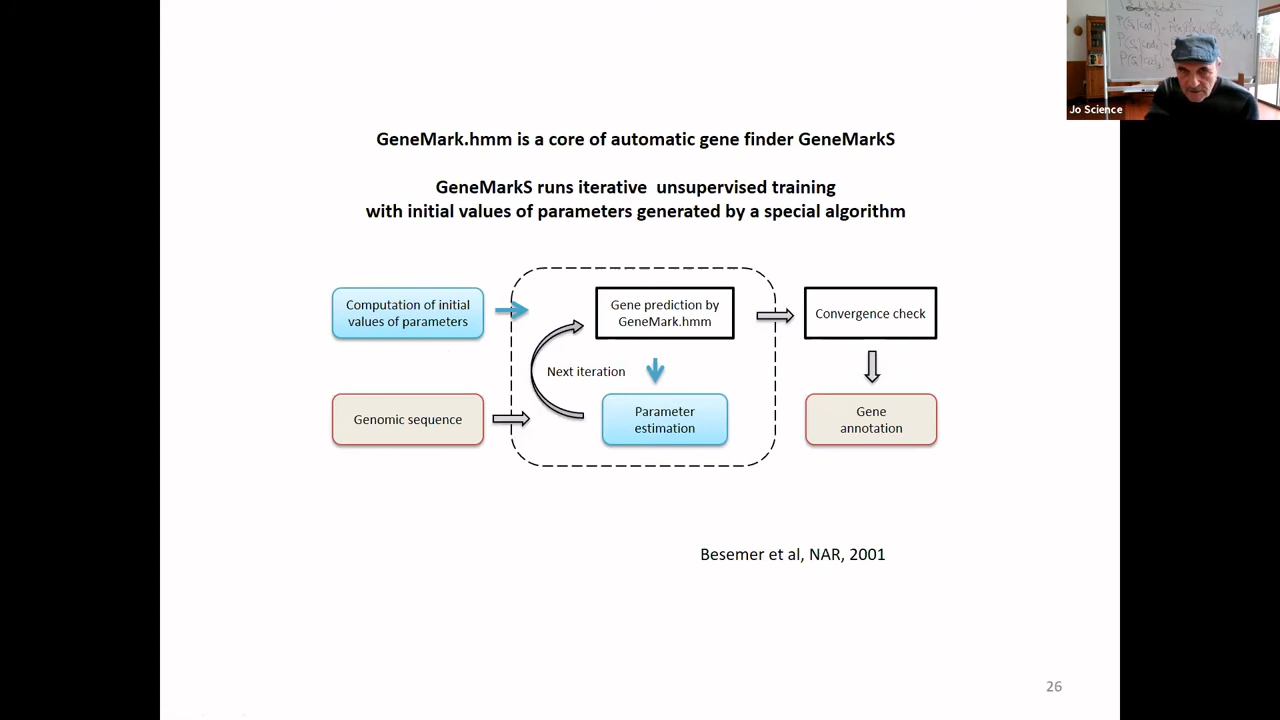 GeneMark.hmm is a core of automatic gene finder GeneMarkS
GeneMarkS runs iterative unsupervised training
with initial values of parameters generated by a special algorithm
Computation of initial
values of parameters
Gene prediction by
GeneMark.hmm
Convergence check
Next iteration
Genomic sequence
Parameter
estimation
Gene
annotation
Besemer et al, NAR, 2001
26
Jo Science